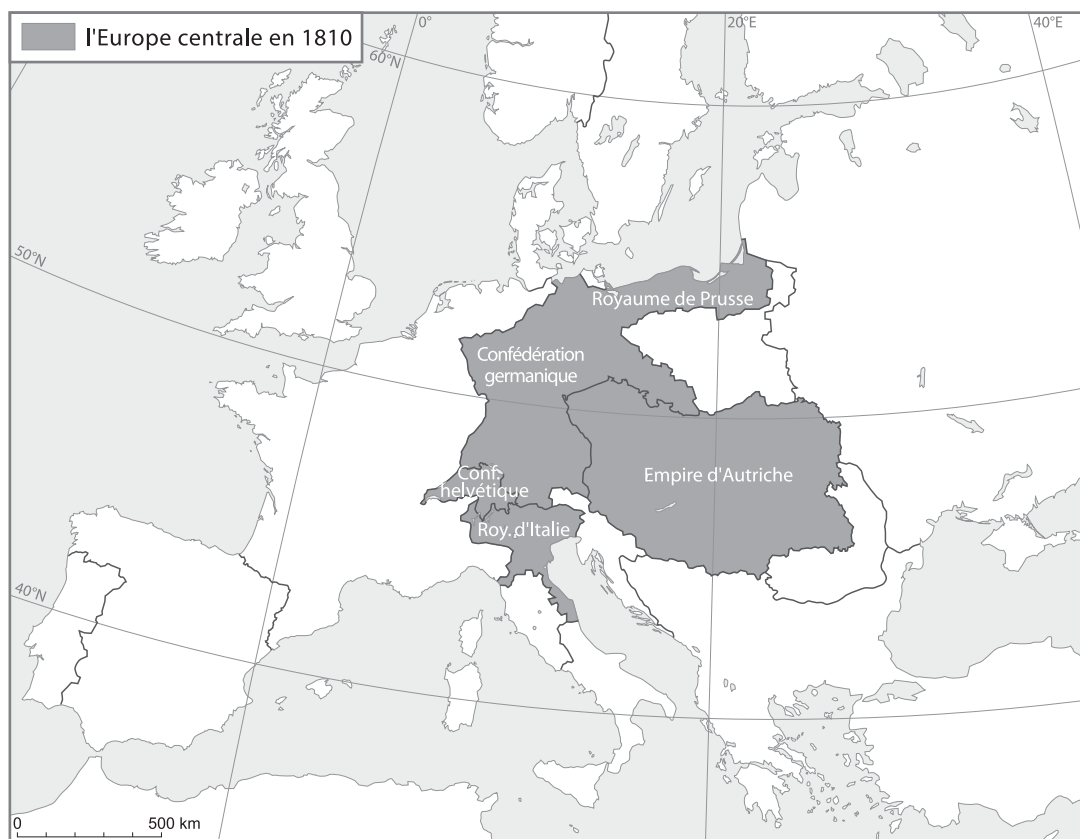 l'Europe centrale en 1810
0°
20°E
40°E
60°N
50°N
40°N
Royaume de Prusse
Confédération
germanique
Empire d'Autriche
Conf.
helvétique
Roy. d'Italie
0 500 km